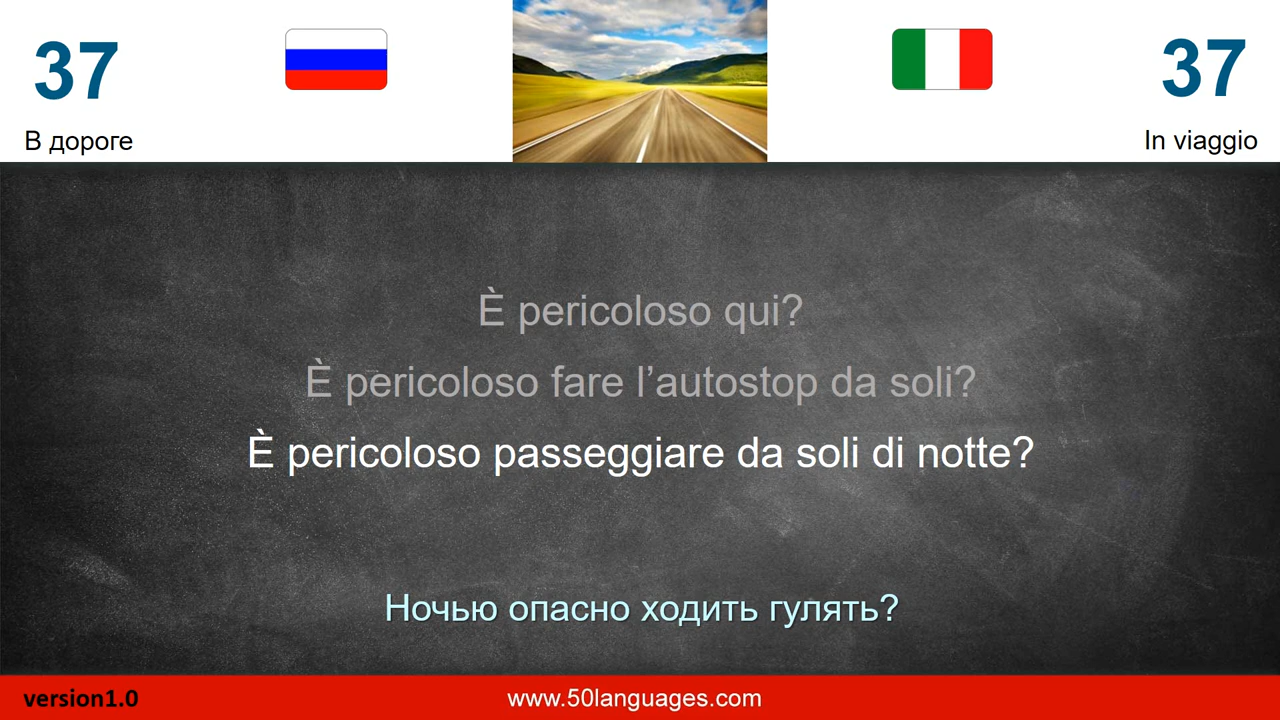 37
37
В дороге
In viaggio
È pericoloso qui?
È pericoloso fare l’autostop da soli?
È pericoloso passeggiare da soli di notte?
Ночью опасно ходить гулять?
version1.0
www.50languages.com